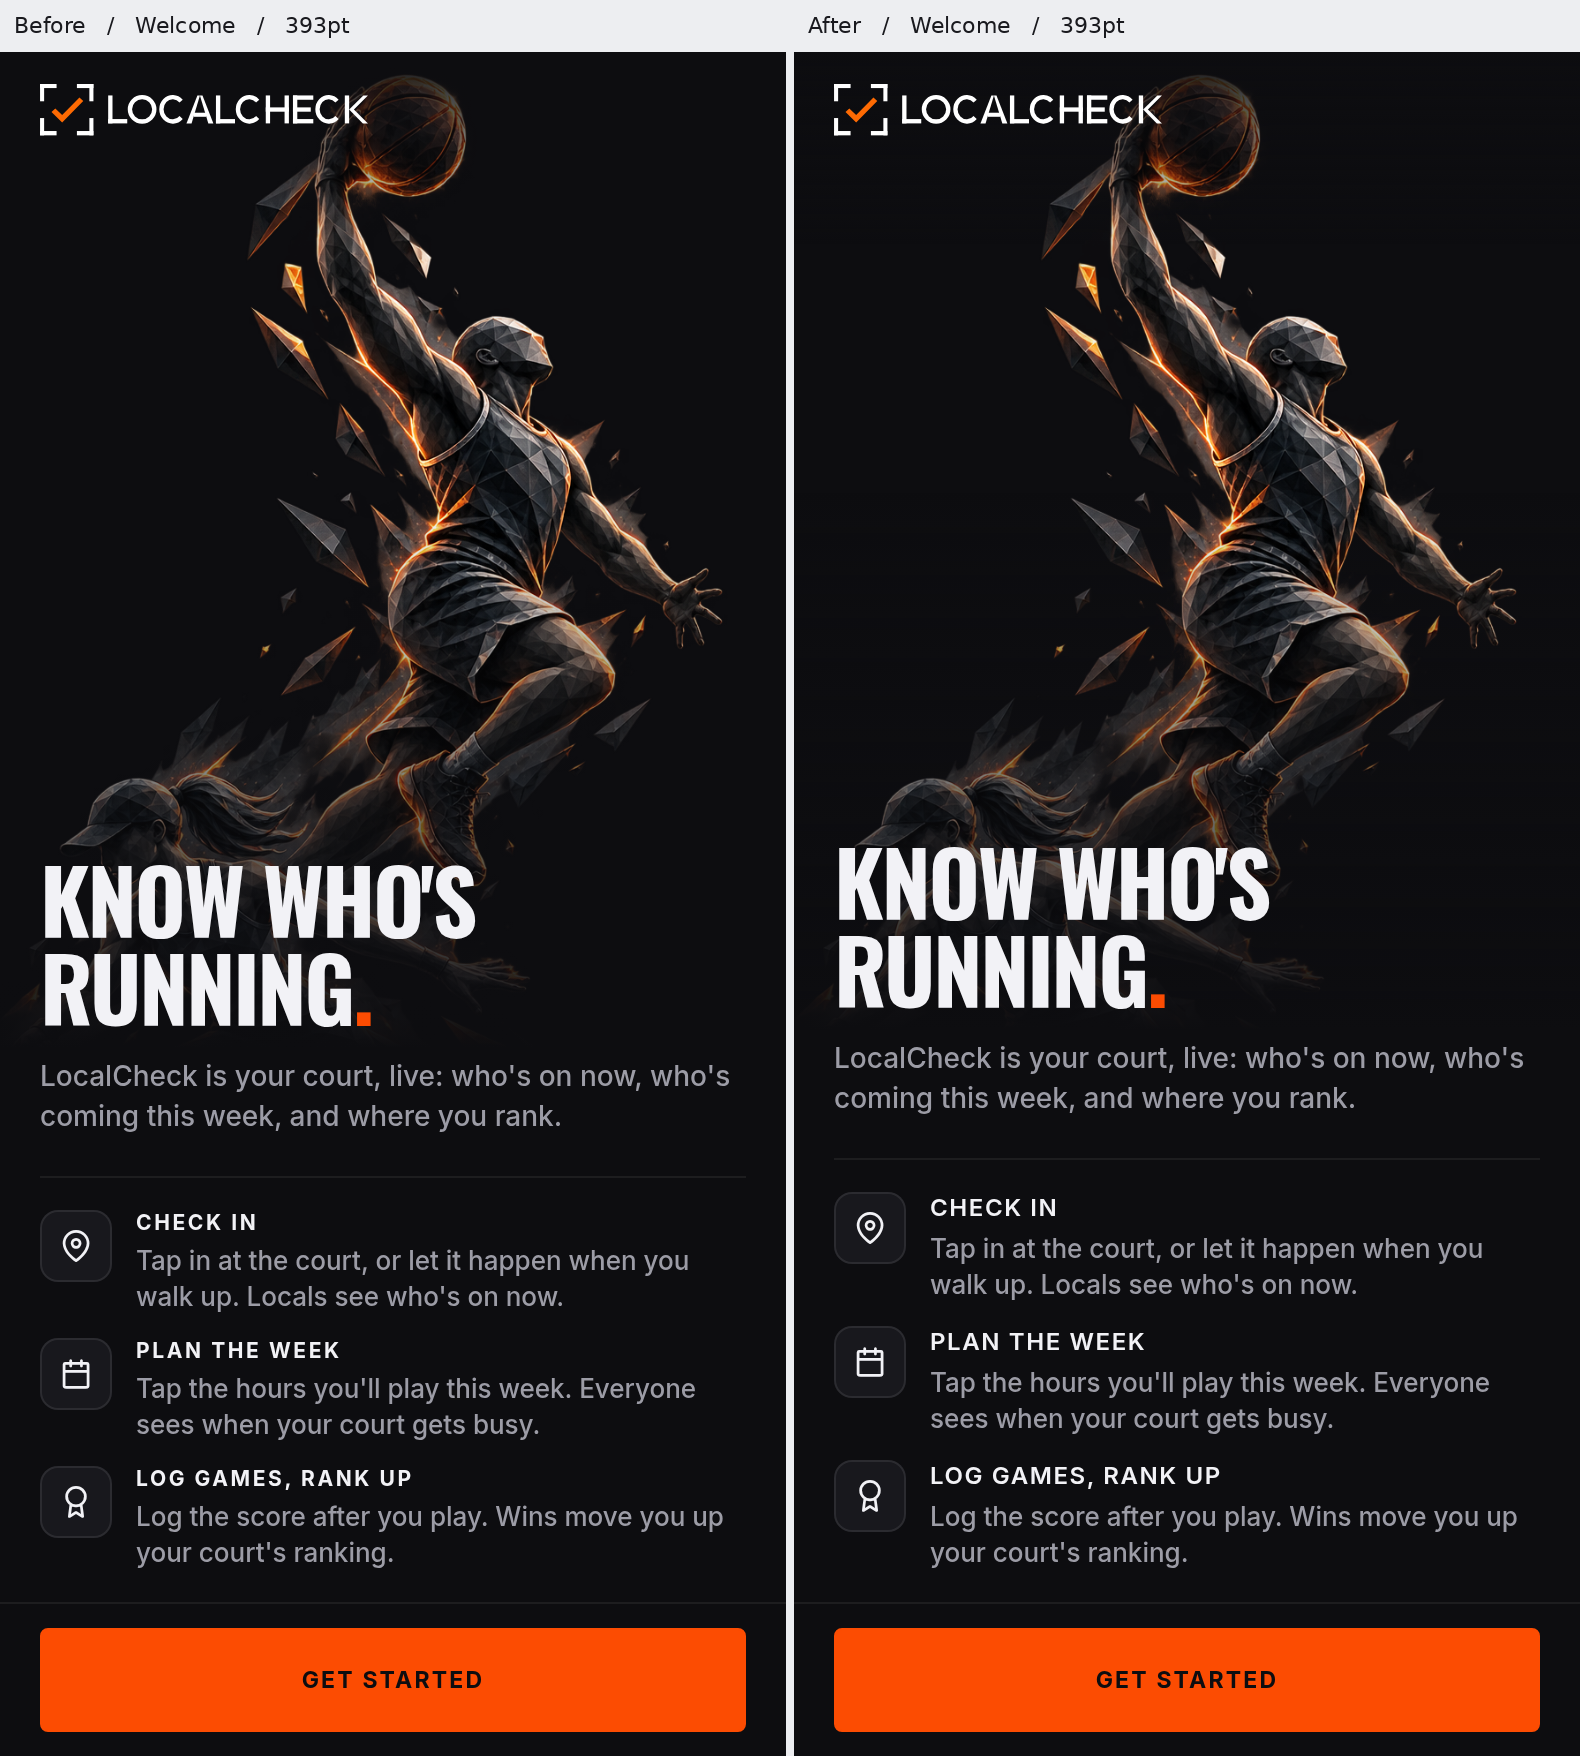 Before / Welcome / 393pt
LOCALCHECK
KNOW WHO'S
RUNNING.
LocalCheck is your court, live: who's on now, who's
coming this week, and where you rank.
CHECK IN
Tap in at the court, or let it happen when you
walk up. Locals see who's on now.
PLAN THE WEEK
Tap the hours you'll play this week. Everyone
sees when your court gets busy.
LOG GAMES, RANK UP
Log the score after you play. Wins move you up
your court's ranking.
GET STARTED
After / Welcome / 393pt
LOCALCHECK
KNOW WHO'S
RUNNING.
LocalCheck is your court, live: who's on now, who's
coming this week, and where you rank.
CHECK IN
Tap in at the court, or let it happen when you
walk up. Locals see who's on now.
PLAN THE WEEK
Tap the hours you'll play this week. Everyone
sees when your court gets busy.
LOG GAMES, RANK UP
Log the score after you play. Wins move you up
your court's ranking.
GET STARTED